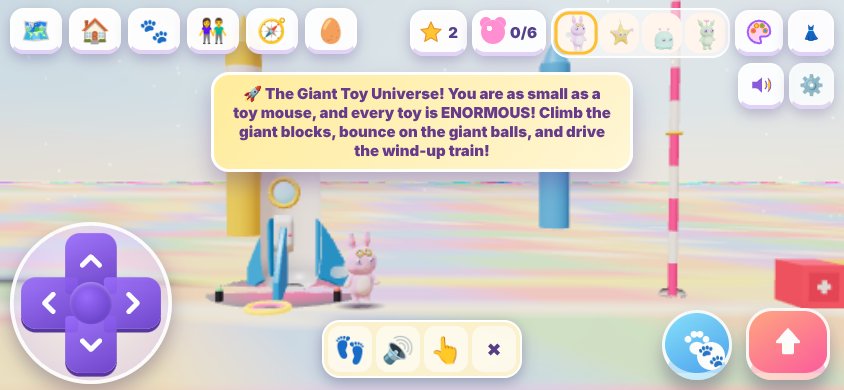 2
0/6
🚀 The Giant Toy Universe! You are as small as a
toy mouse, and every toy is ENORMOUS! Climb the
giant blocks, bounce on the giant balls, and drive
the wind-up train!